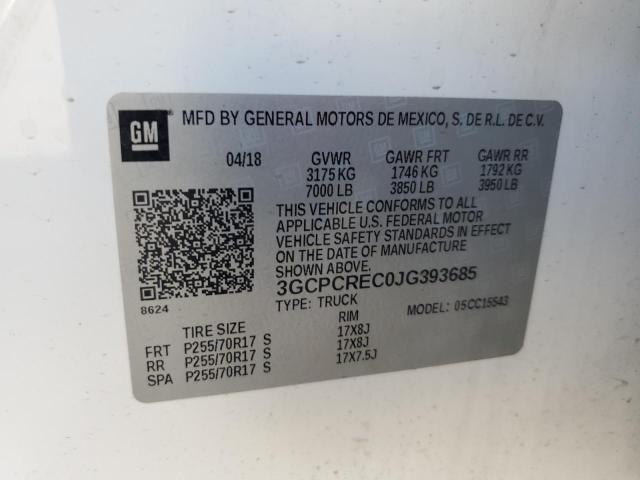 GM
MFD BY GENERAL MOTORS DE MEXICO, S. DE R.L. DE C.V.
04/18 GVWR GAWR FRT GAWR RR
3175 KG 1746 KG 1792 KG
7000 LB 3850 LB 3950 LB
THIS VEHICLE CONFORMS TO ALL
APPLICABLE U.S. FEDERAL MOTOR
VEHICLE SAFETY STANDARDS IN EFFECT
ON THE DATE OF MANUFACTURE
SHOWN ABOVE.
3GCPCREC0JG393685
8624
TYPE: TRUCK MODEL: 05CC15543
TIRE SIZE RIM
FRT P255/70R17 S 17X8J
RR P255/70R17 S 17X8J
SPA P255/70R17 S 17X7.5J